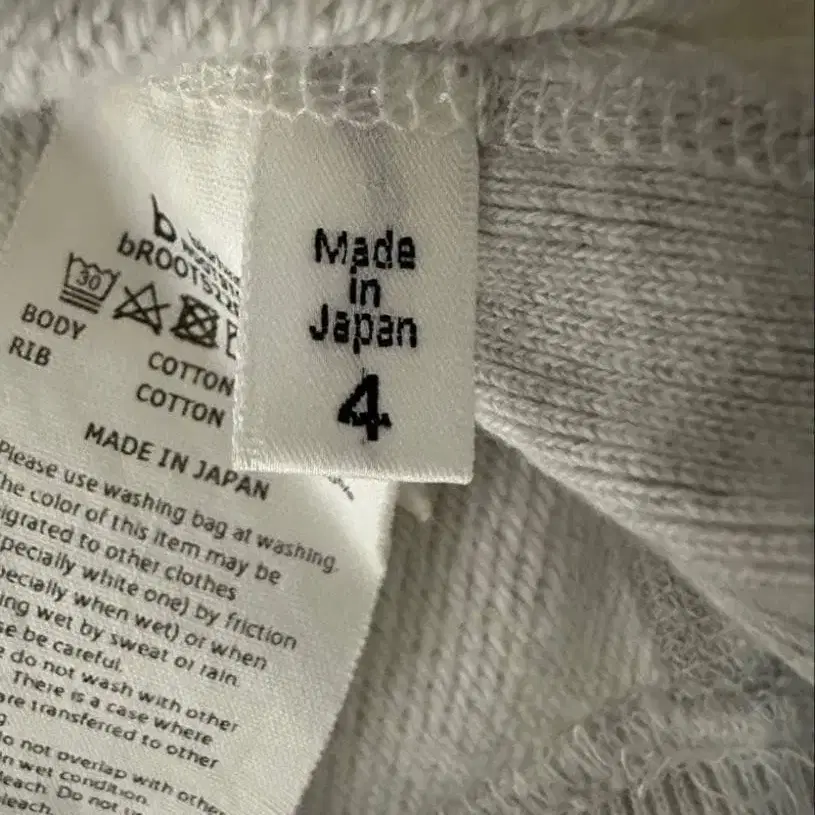 Made
in
Japan
4
b
bROOTS
30
BODY COTTON
RIB COTTON
MADE IN JAPAN
Please use washing bag at washing.
he color of this item may be
igrated to other clothes
pecially white one) by friction
pecially when wet) or when
ing wet by sweat or rain.
se be careful.
do not wash with other
There is a case where
are transferred to other
g.
do not overlap with other
n wet condition.
leach. Do not
bleach.